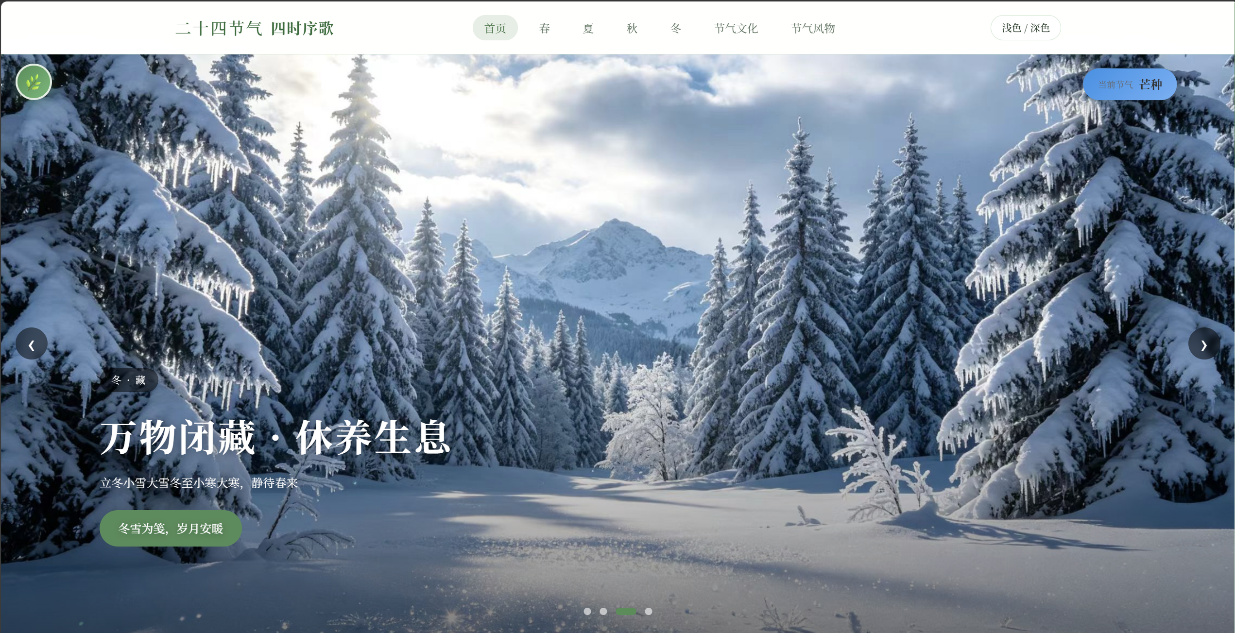 二十四节气 四时序歌
首页 春 夏 秋 冬 节气文化 节气风物
浅色 / 深色
当前节气 芒种
冬 · 藏
万物闭藏 · 休养生息
立冬小雪大雪冬至小寒大寒，静待春来
冬雪为笺，岁月安暖